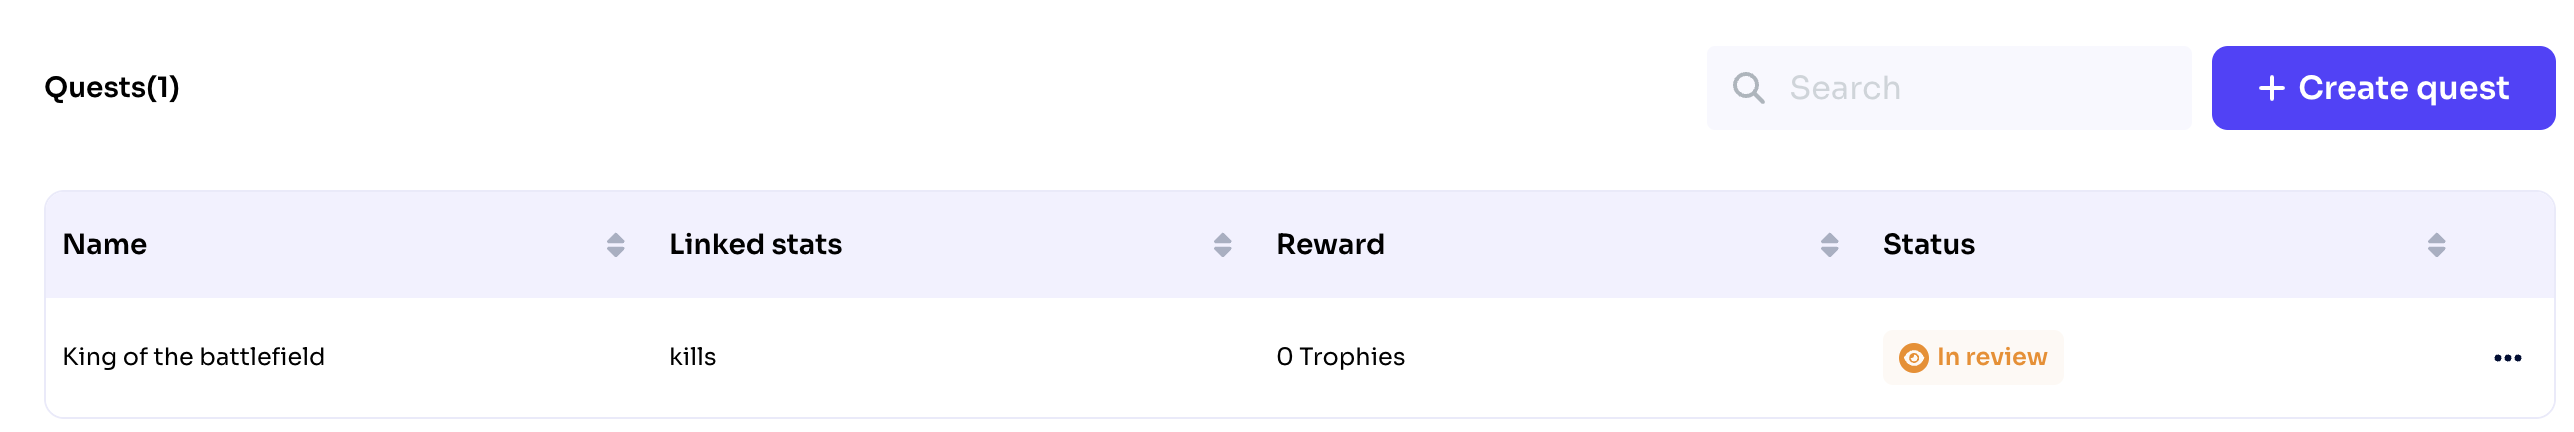 Quests(1)
Search
+ Create quest
Name
Linked stats
Reward
Status
King of the battlefield
kills
0 Trophies
In review